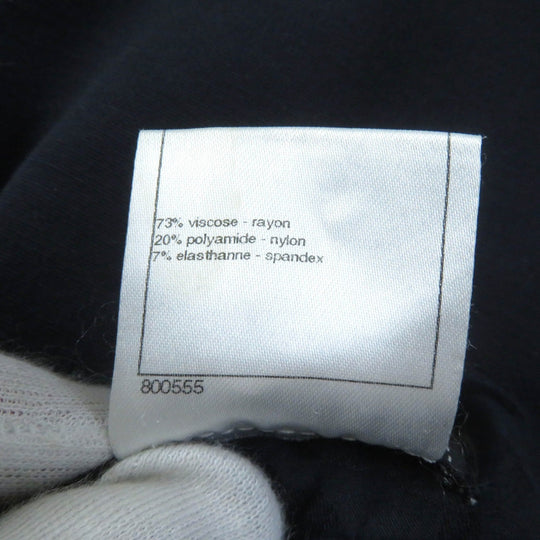 73% viscose - rayon
20% polyamide - nylon
7% elasthanne - spandex
800555